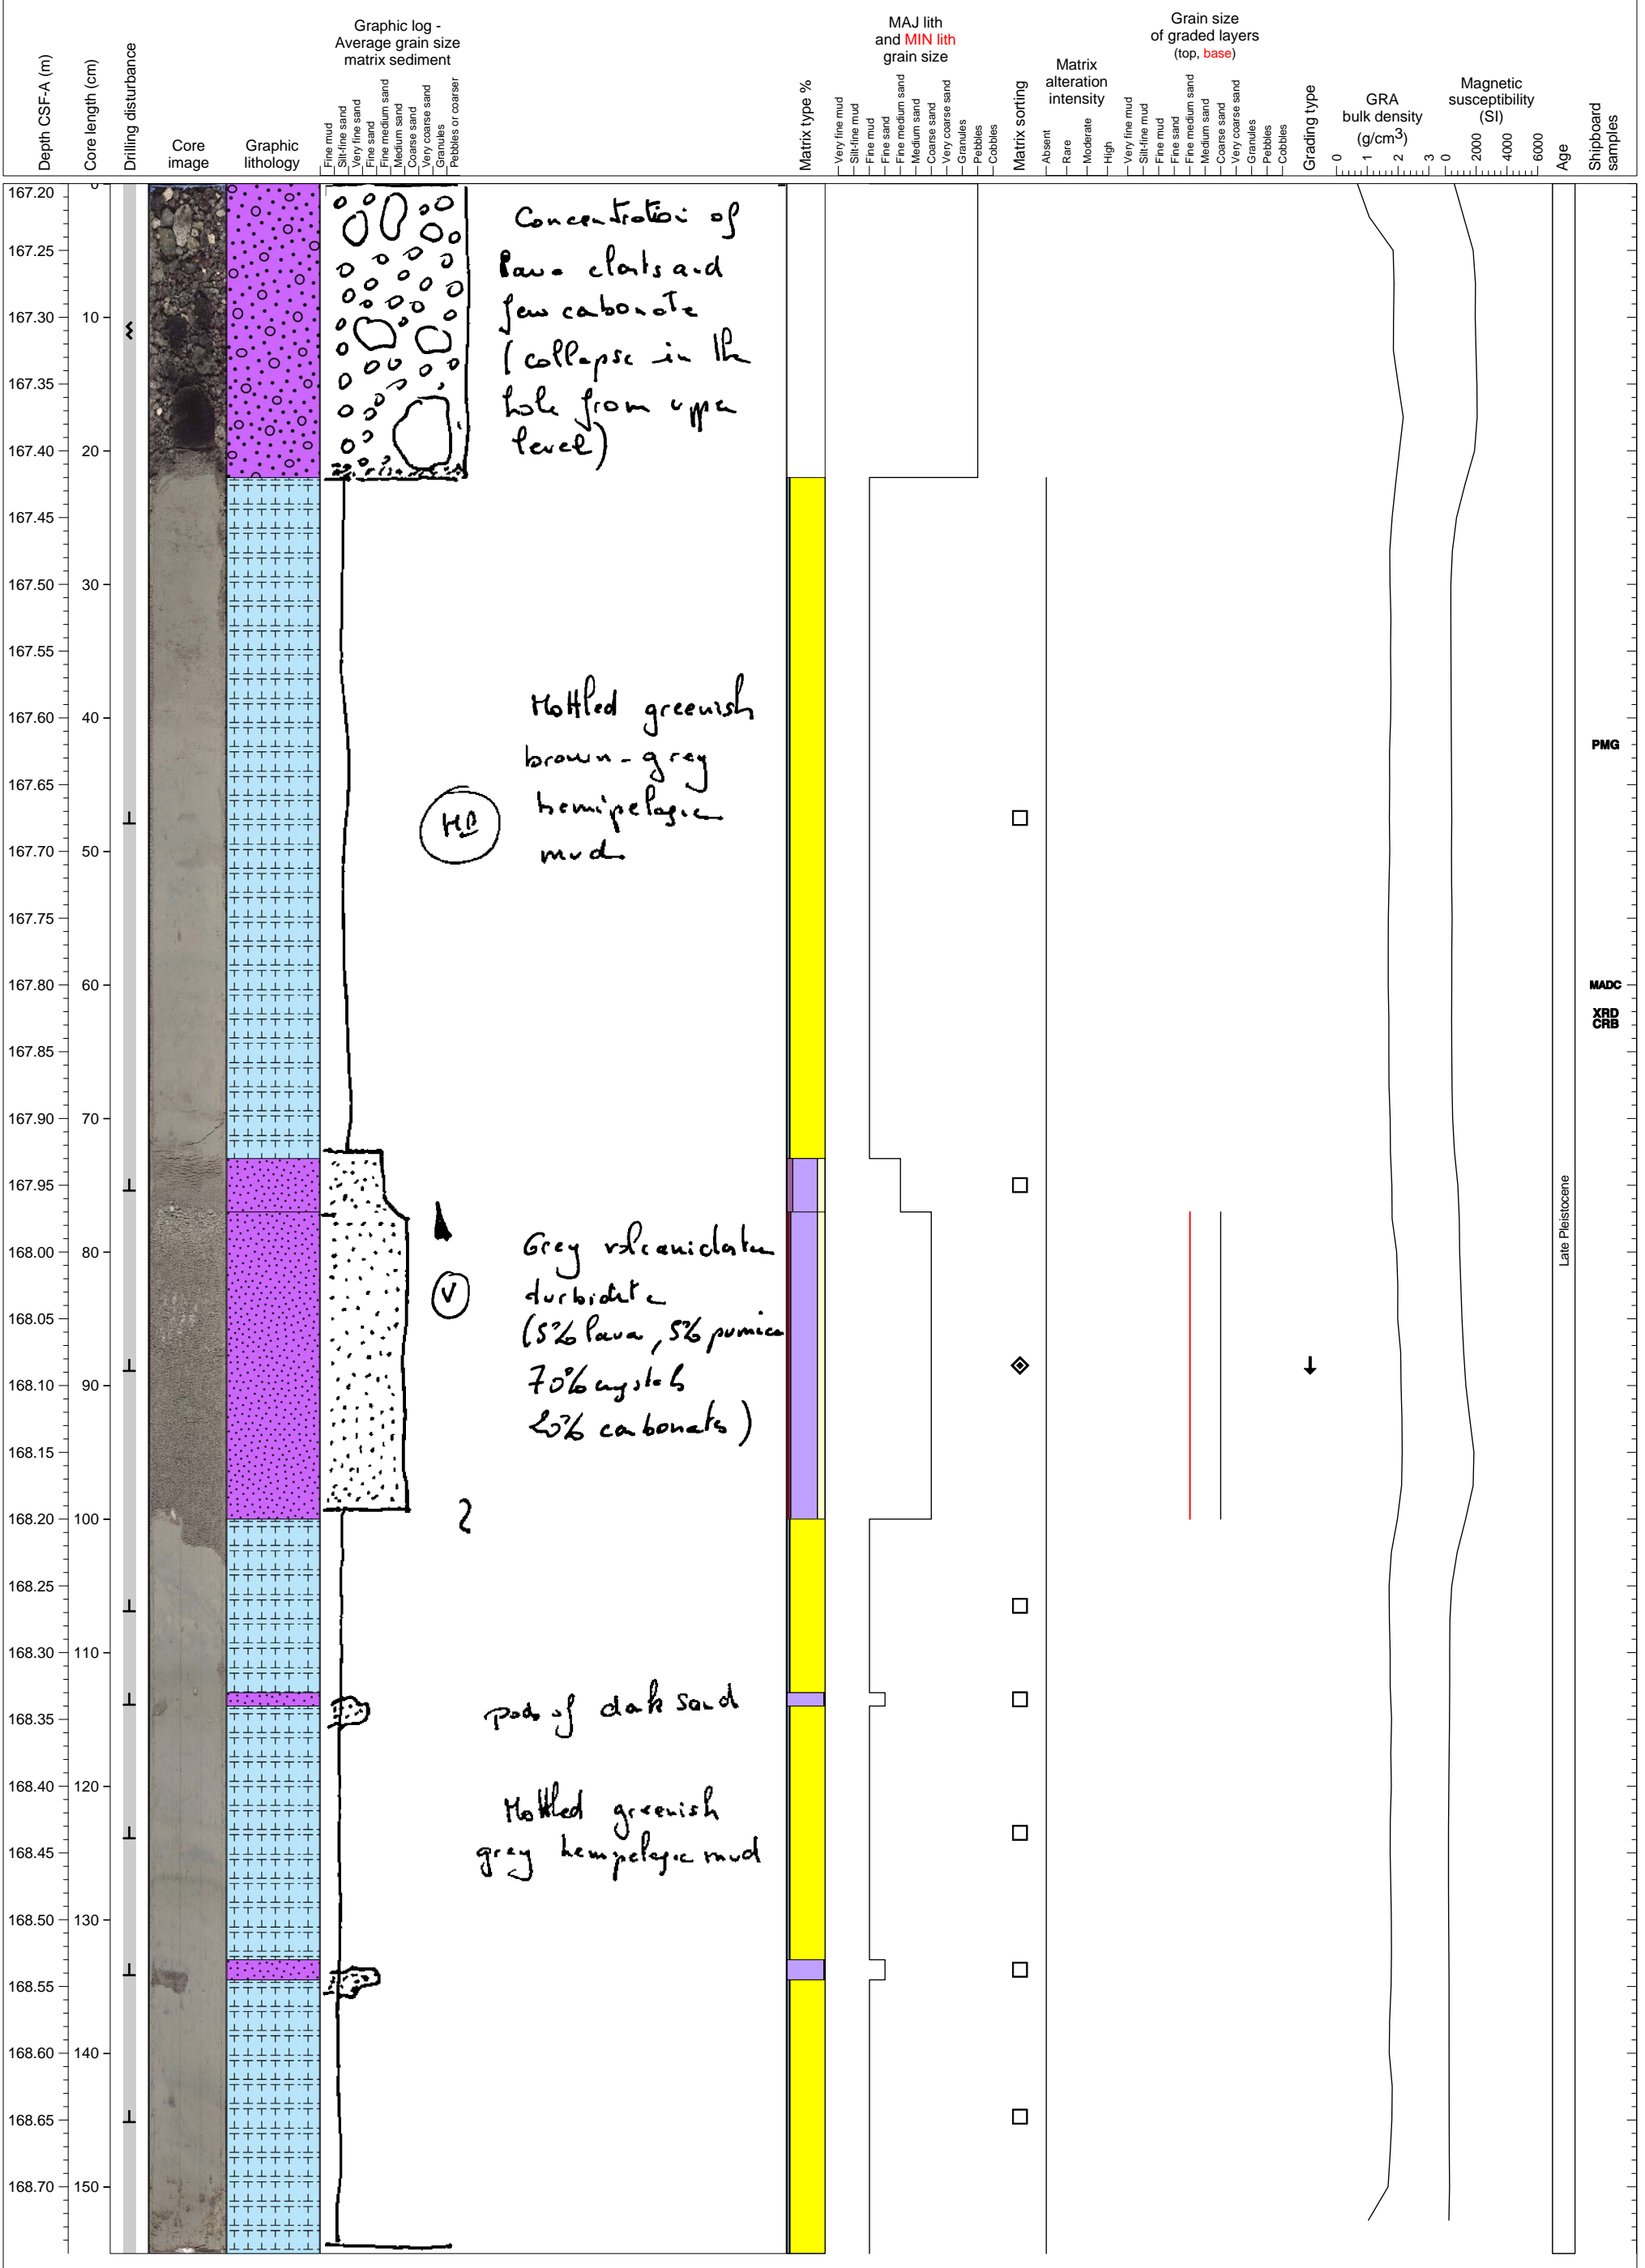 Graphic log -
Average grain size
matrix sediment
MAJ lith
and MIN lith
grain size
Grain size
of graded layers
(top, base)
Matrix
alteration
intensity
GRA
bulk density
(g/cm3)
Magnetic
susceptibility
(SI)
Depth CSF-A (m)
Core length (cm)
Drilling disturbance
Core
image
Graphic
lithology
Fine mud
Silt-fine sand
Very fine sand
Fine sand
Fine medium sand
Medium sand
Coarse sand
Very coarse sand
Granules
Pebbles or coarser
Matrix type %
Very fine mud
Silt-fine mud
Fine mud
Fine sand
Fine medium sand
Medium sand
Coarse sand
Very coarse sand
Granules
Pebbles
Cobbles
Matrix sorting
Absent
Rare
Moderate
High
Very fine mud
Silt-fine mud
Fine mud
Fine sand
Fine medium sand
Medium sand
Coarse sand
Very coarse sand
Granules
Pebbles
Cobbles
Grading type
0 1 2 3
0 2000 4000 6000
Age
Shipboard
samples
167.20
167.25
167.30
167.35
167.40
167.45
167.50
167.55
167.60
167.65
167.70
167.75
167.80
167.85
167.90
167.95
168.00
168.05
168.10
168.15
168.20
168.25
168.30
168.35
168.40
168.45
168.50
168.55
168.60
168.65
168.70
0
10
20
30
40
50
60
70
80
90
100
110
120
130
140
150
Concentration of
lava clasts and
few carbonate
(collapse in the
hole from upper
level)
Mottled greenish
brown-grey
hemipelagic
mud
HP
Grey volcaniclastic
turbidite
(5% lava, 5% pumice
70% crystals
20% carbonates)
V
pods of dark sand
Mottled greenish
grey hemipelagic mud
Late Pleistocene
PMG
MADC
XRD
CRB